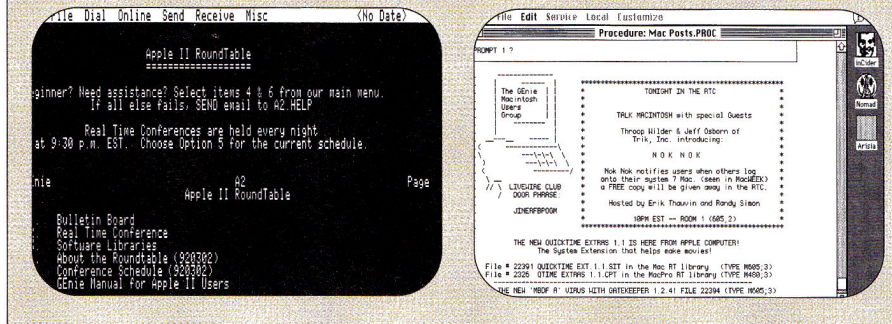 File Dial Online Send Receive Misc <No Date>
Apple II RoundTable
===================
eginner? Need assistance? Select items 4 & 6 from our main menu.
If all else fails, SEND email to A2.HELP
Real Time Conferences are held every night
at 9:30 p.m. EST. Choose Option 5 for the current schedule.
nie A2 Page
Apple II RoundTable
Bulletin Board
Real Time Conference
Software Libraries
About the Roundtable (920302)
Conference Schedule (920302)
GEnie Manual for Apple II Users
File Edit Service Local Customize
Procedure: Mac Posts.PROC
PROMPT 1 ?
The GEnie
Macintosh
Users
Group
LIVEWIRE CLUB
DOOR PHRASE:
JINERFBPOGM
TONIGHT IN THE RTC
TALK MACINTOSH with special Guests
Throop Wilder & Jeff Osborn of
Trik, Inc. introducing:
N O K N O K
Nok Nok notifies users when others log
onto their system 7 Mac. (seen in MacWEEK)
a FREE copy will be given away in the RTC.
Hosted by Erik Thauvin and Randy Simon
10PM EST -- ROOM 1 (605,2)
THE NEW QUICKTIME EXTRAS 1.1 IS HERE FROM APPLE COMPUTER!
The System Extension that helps make movies!
File # 22391 QUICKTIME EXT.1.1.SIT in the Mac RT library (TYPE M605;3)
File # 2326 QTIME EXTRAS 1.1.CPT in the MacPro RT library (TYPE M480;3)
THE NEW 'MBDF A' VIRUS WITH GATEKEEPER 1.2.4! FILE 22394 (TYPE M605;3)
inCider
Nomad
Arisia